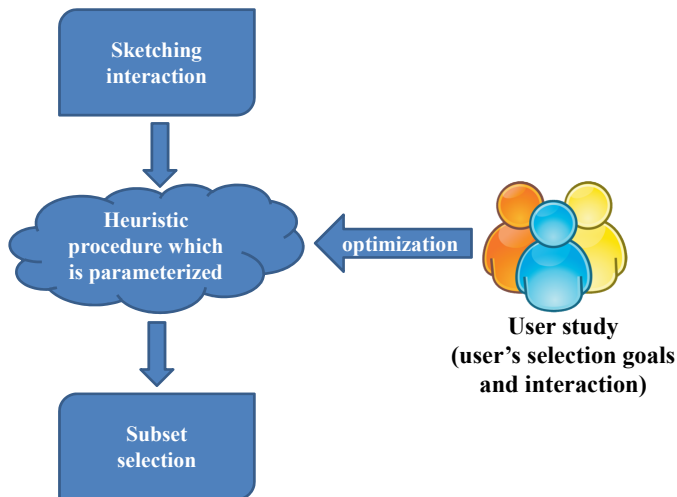 Sketching
interaction
Heuristic
procedure which
is parameterized
optimization
User study
(user’s selection goals
and interaction)
Subset
selection